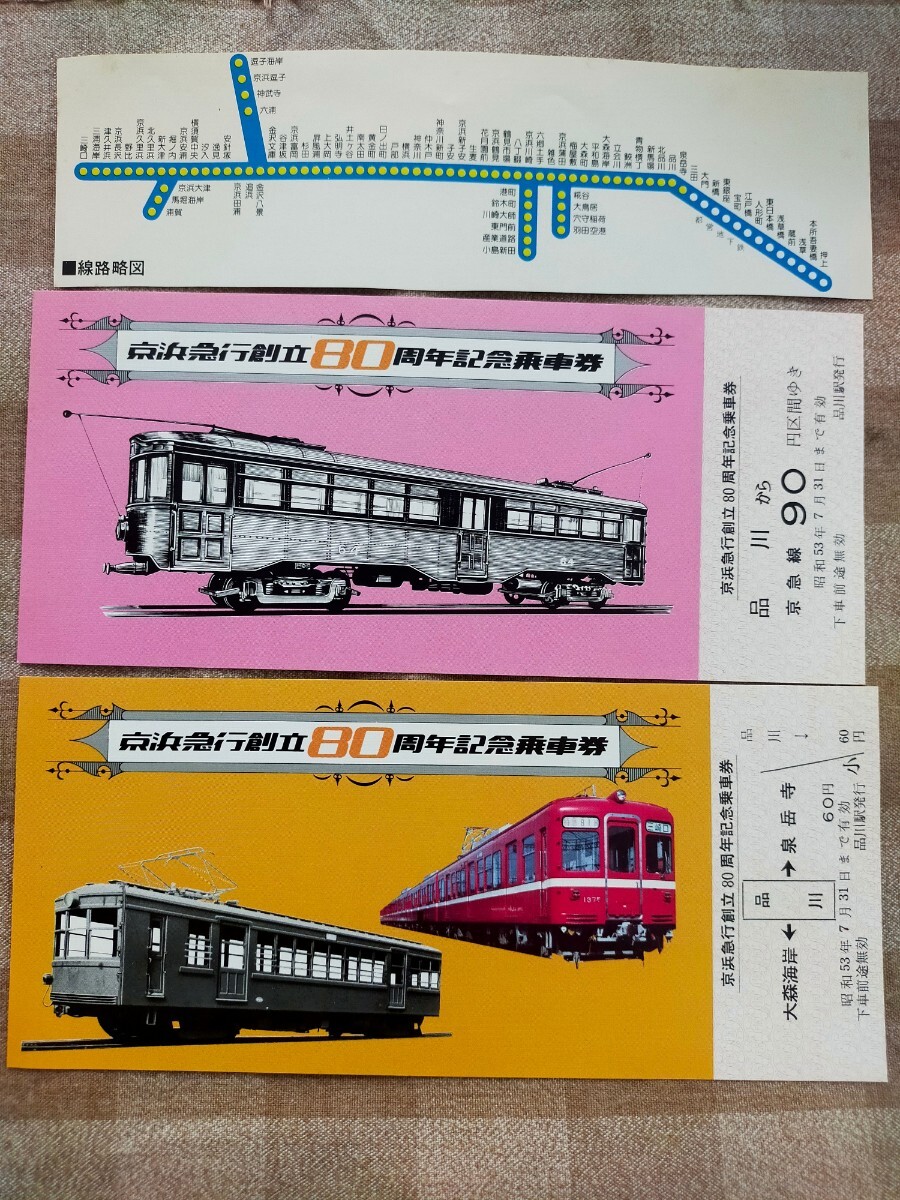 逗子海岸
京浜逗子
神武寺
六浦
三崎口
三浦海岸
津久井浜
京浜長沢
野比
京浜久里浜
北久里浜
新大津
堀ノ内
京浜安浦
横須賀中央
汐入
逸見
安針塚
金沢文庫
谷津坂
京浜富岡
杉田
屏風浦
上大岡
弘明寺
井土ヶ谷
南太田
黄金町
日ノ出町
横浜
神奈川
仲木戸
神奈川新町
子安
京浜新子安
生麦
花月園前
京浜鶴見
鶴見市場
八丁畷
京浜川崎
六郷土手
雑色
京浜蒲田
梅屋敷
大森町
平和島
大森海岸
立会川
鮫洲
青物横丁
新馬場
北品川
品川
泉岳寺
三田
大門
新橋
東銀座
宝町
江戸橋
人形町
東日本橋
浅草橋
蔵前
浅草
本所吾妻橋
押上
都営地下鉄
京浜大津
馬堀海岸
浦賀
京浜田浦
追浜
金沢八景
港町
鈴木町
川崎大師
東門前
産業道路
小島新田
糀谷
大鳥居
穴守稲荷
羽田空港
■線路略図
京浜急行創立80周年記念乗車券
64
京浜急行創立80周年記念乗車券
品川から
京急線90円区間ゆき
昭和53年7月31日まで有効
下車前途無効 品川駅発行
京浜急行創立80周年記念乗車券
京浜急行創立80周年記念乗車券
大森海岸←品川→泉岳寺
60円
昭和53年7月31日まで有効
下車前途無効 品川駅発行
品川↓
小
60円